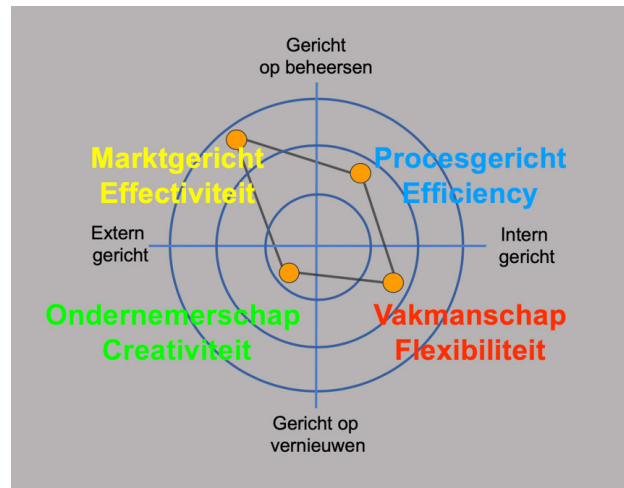 Gericht
op beheersen
Marktgericht
Effectiviteit
Procesgericht
Efficiency
Extern
gericht
Intern
gericht
Ondernemerschap
Creativiteit
Vakmanschap
Flexibiliteit
Gericht op
vernieuwen